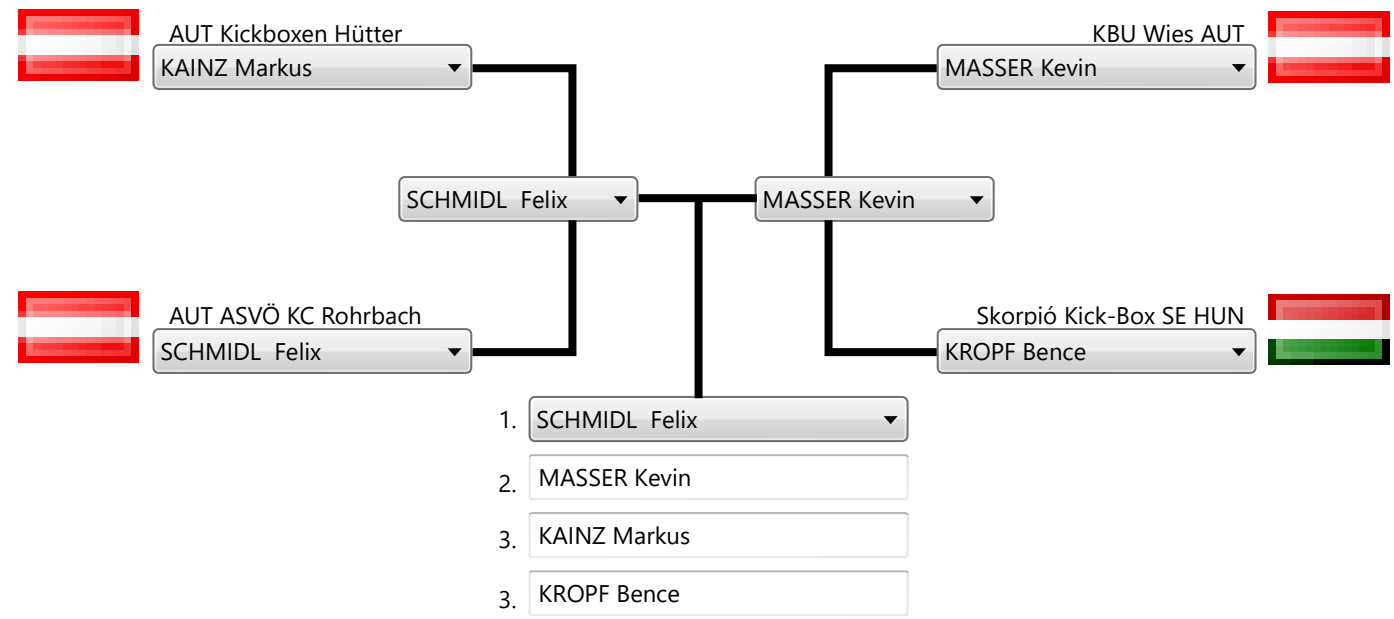 AUT Kickboxen Hütter
KBU Wies AUT
KAINZ Markus
MASSER Kevin
SCHMIDL  Felix
MASSER Kevin
AUT ASVÖ KC Rohrbach
Skorpió Kick-Box SE HUN
SCHMIDL  Felix
KROPF Bence
1. SCHMIDL  Felix
2. MASSER Kevin
3. KAINZ Markus
3. KROPF Bence